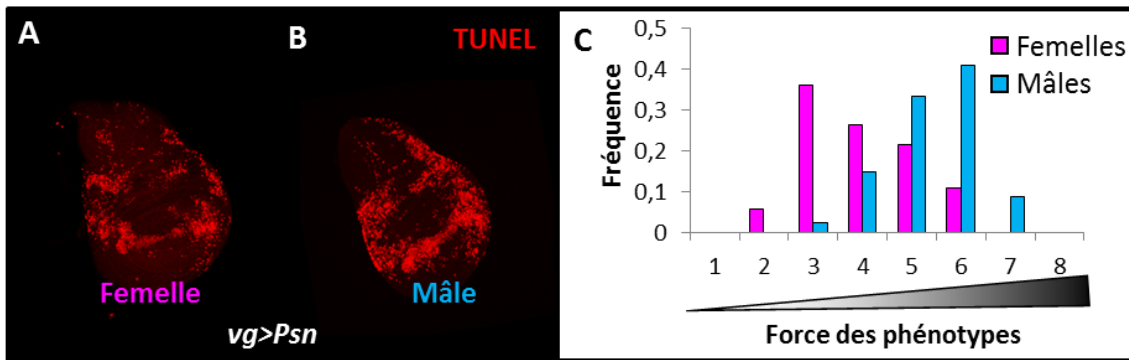 A
B
TUNEL
Femelle
Mâle
vg>Psn
C
Fréquence
0,5
0,4
0,3
0,2
0,1
0
Femelles
Mâles
1 2 3 4 5 6 7 8
Force des phénotypes